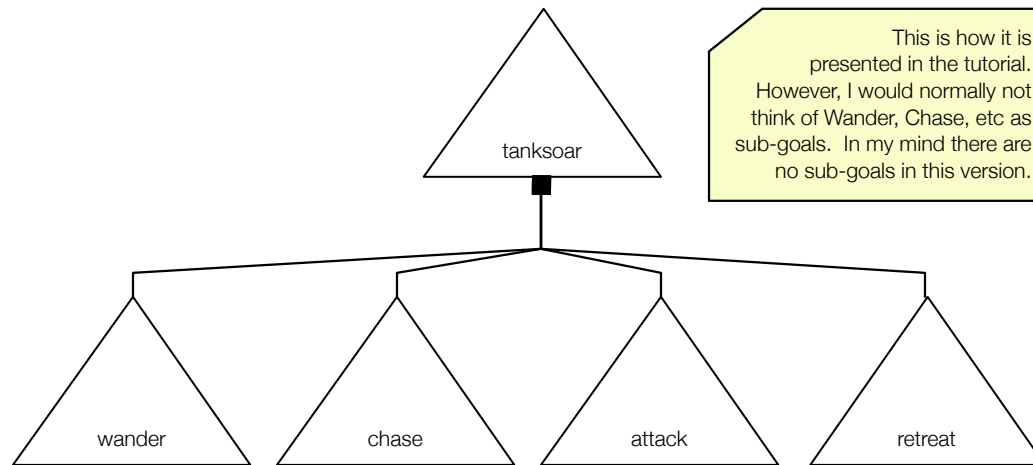 This is how it is
presented in the tutorial.
However, I would normally not
think of Wander, Chase, etc as
sub-goals.  In my mind there are
no sub-goals in this version.
tanksoar
wander
chase
attack
retreat